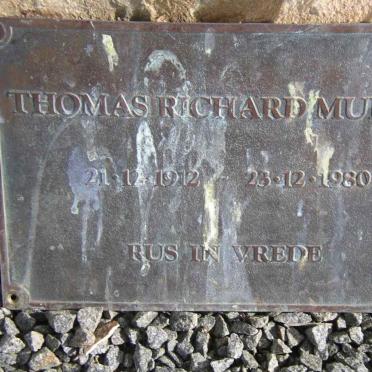 THOMAS RICHARD
21·12·1912 - 23·12·1980
RUS IN VREDE